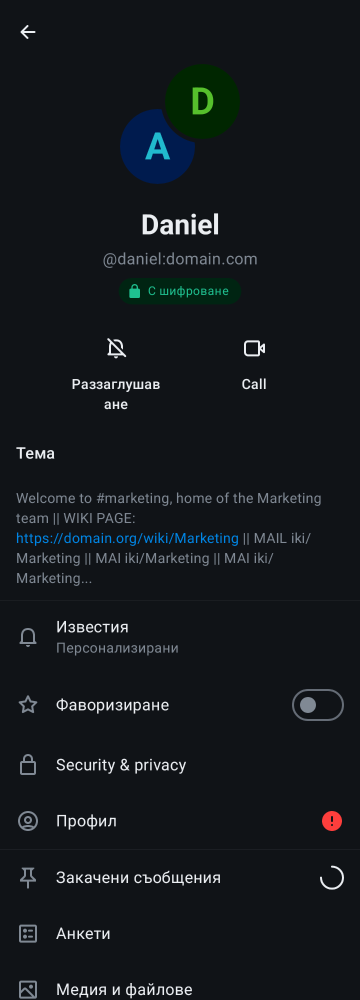 D
A
Daniel
@daniel:domain.com
С шифроване
Раззаглушав
ане
Call
Тема
Welcome to #marketing, home of the Marketing
team || WIKI PAGE:
https://domain.org/wiki/Marketing || MAIL iki/
Marketing || MAI iki/Marketing || MAI iki/
Marketing...
Известия
Персонализирани
Фаворизиране
Security & privacy
Профил
Закачени съобщения
Анкети
Медия и файлове